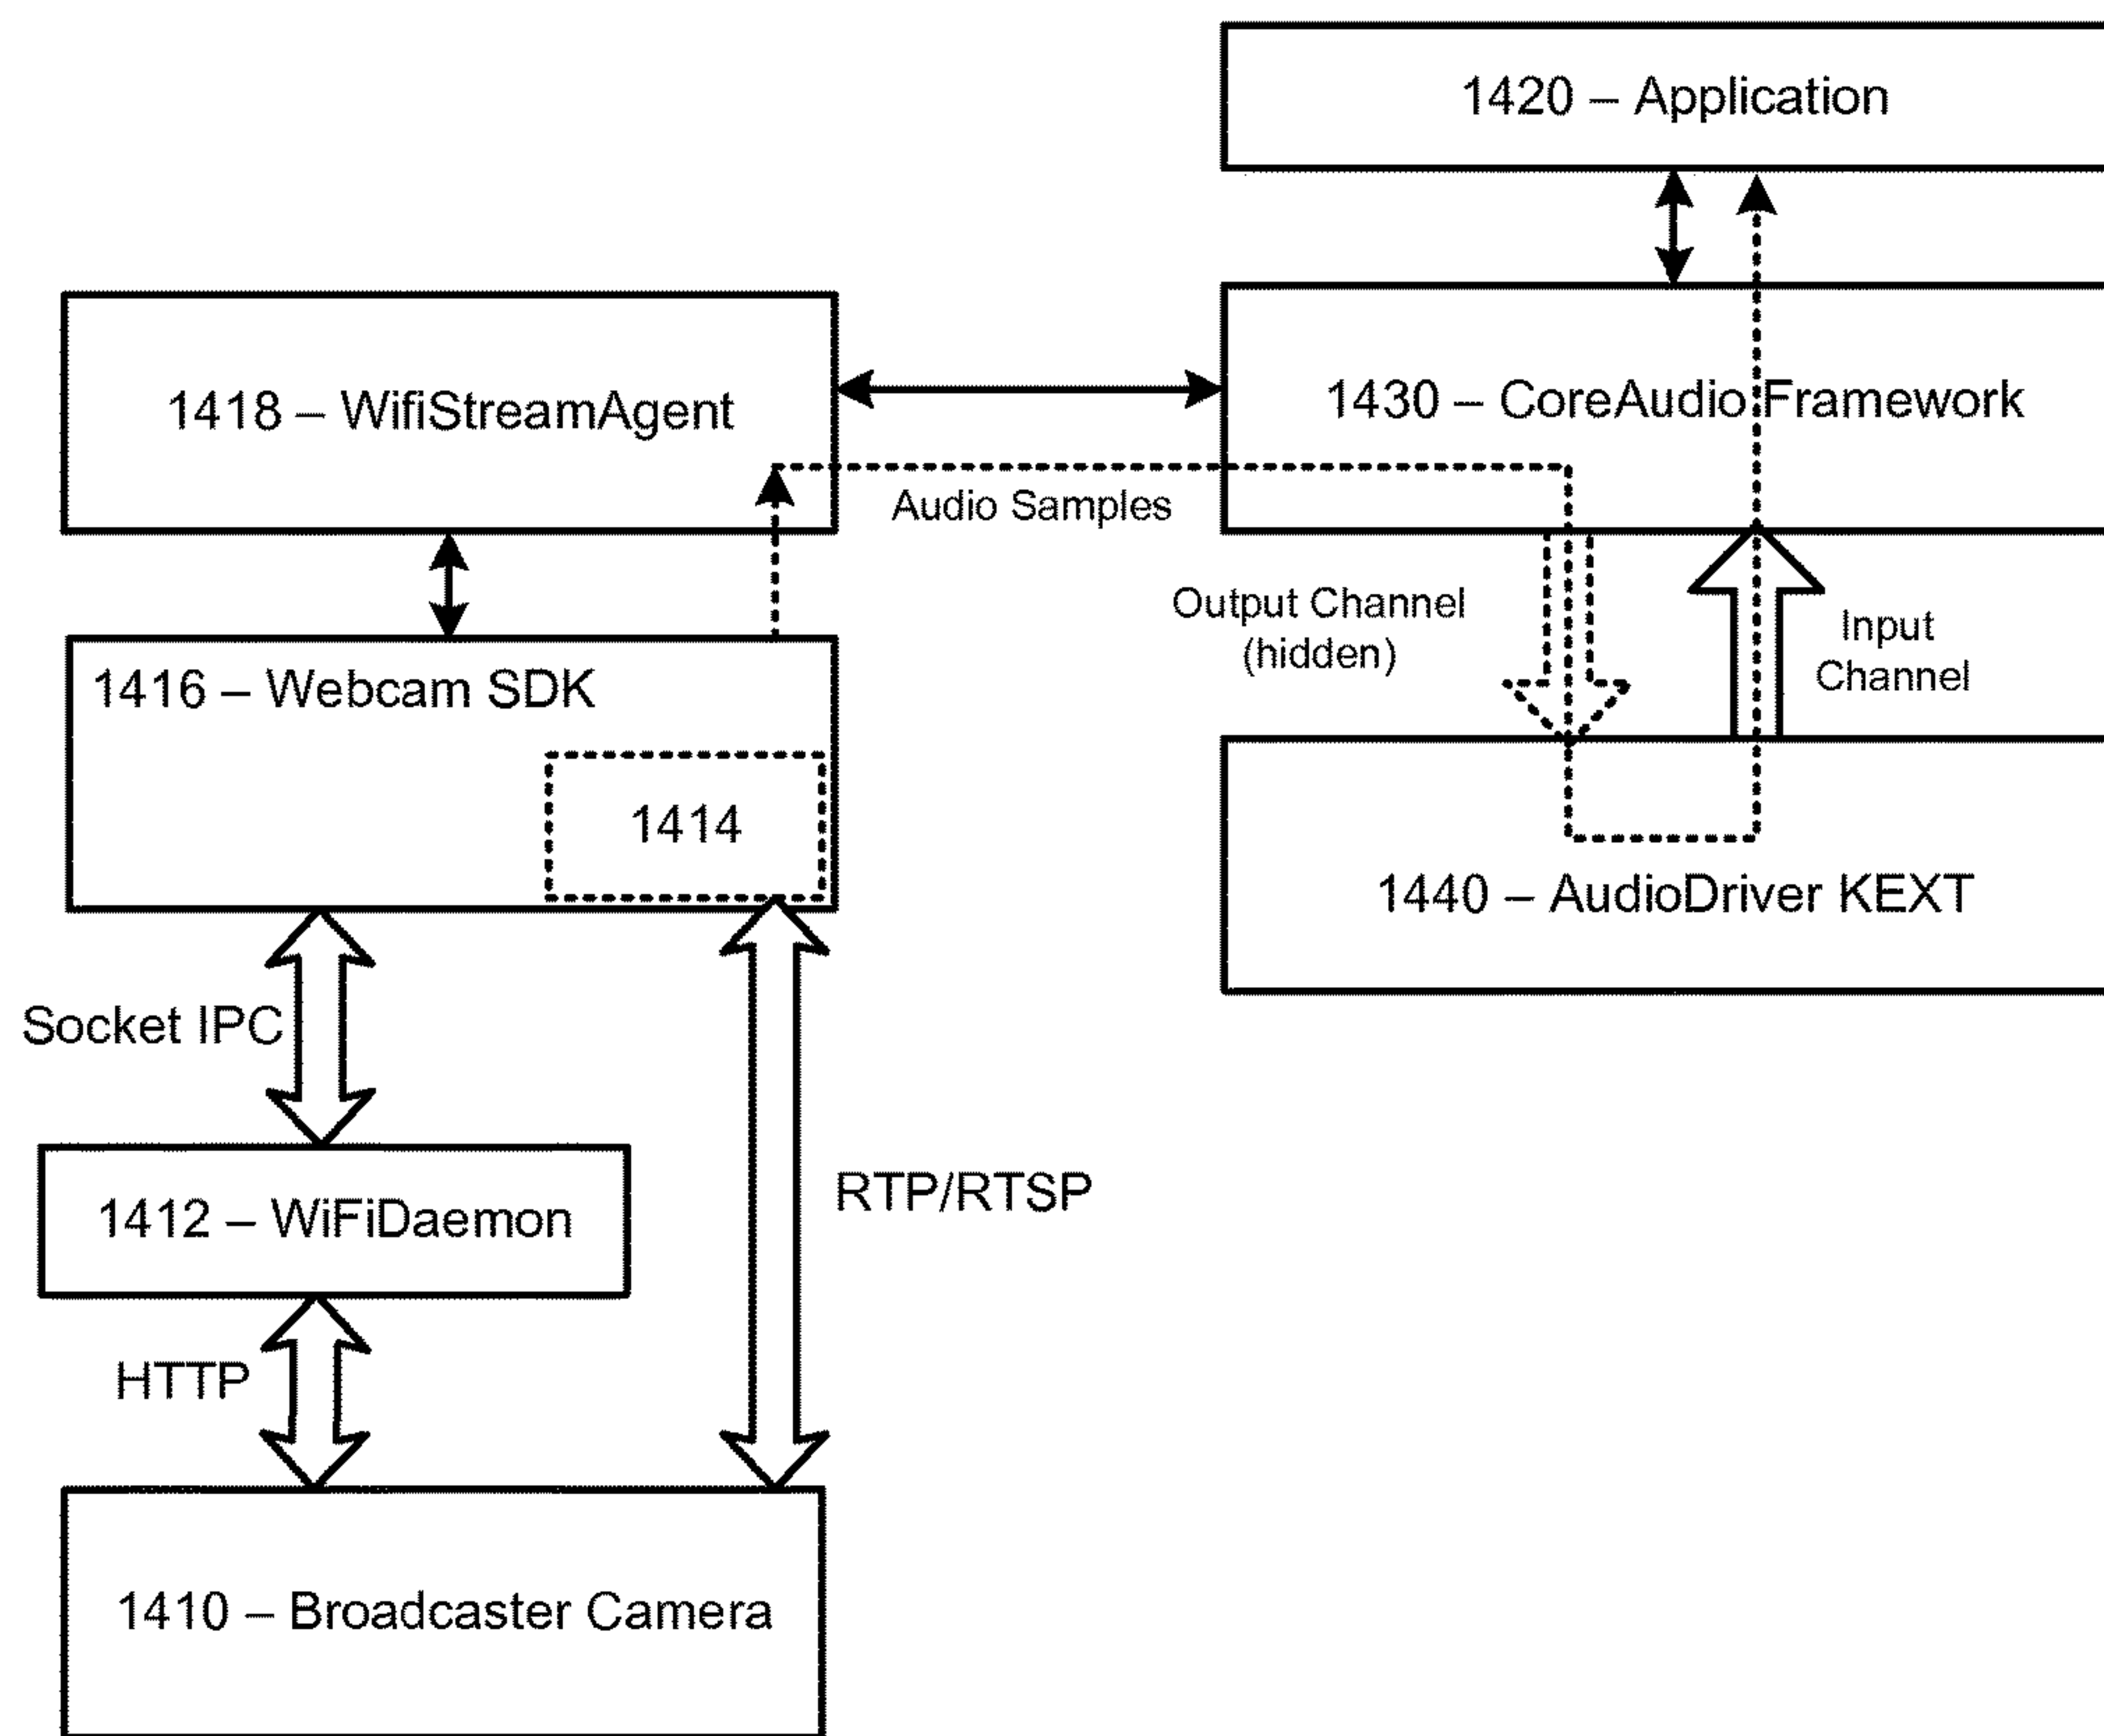 1420 – Application
1418 – WifiStreamAgent
1430 – CoreAudio Framework
Audio Samples
Output Channel
(hidden)
Input
Channel
1416 – Webcam SDK
1414
1440 – AudioDriver KEXT
Socket IPC
1412 – WiFiDaemon
RTP/RTSP
HTTP
1410 – Broadcaster Camera